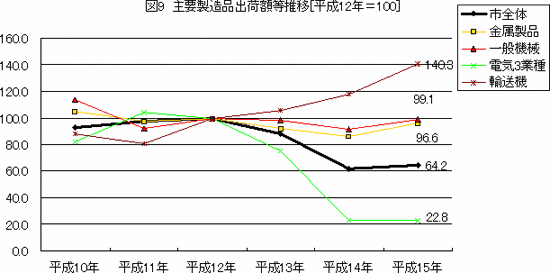 図9 主要製造品出荷額等推移[平成12年＝100]
市全体
金属製品
一般機械
電気3業種
輸送機
160.0
140.0
120.0
100.0
80.0
60.0
40.0
20.0
0.0
140.3
99.1
96.6
64.2
22.8
平成10年 平成11年 平成12年 平成13年 平成14年 平成15年